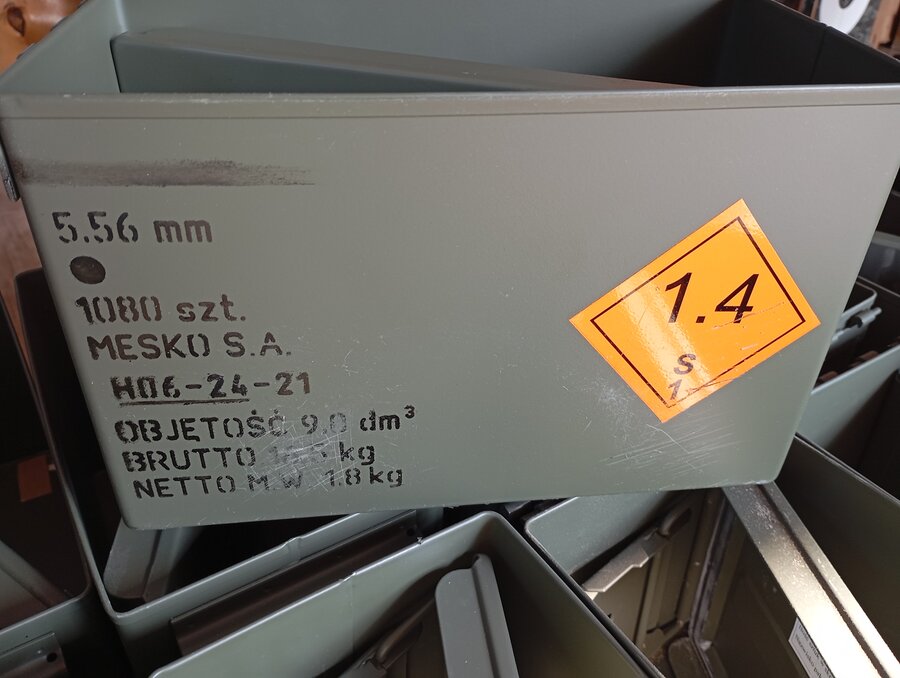 5.56 mm
1080 szt.
MESKO S.A.
H06-24-21
OBJETOŚĆ 9.0 dm³
BRUTTO kg
NETTO M.W. 1.8 kg
1.4
S
1